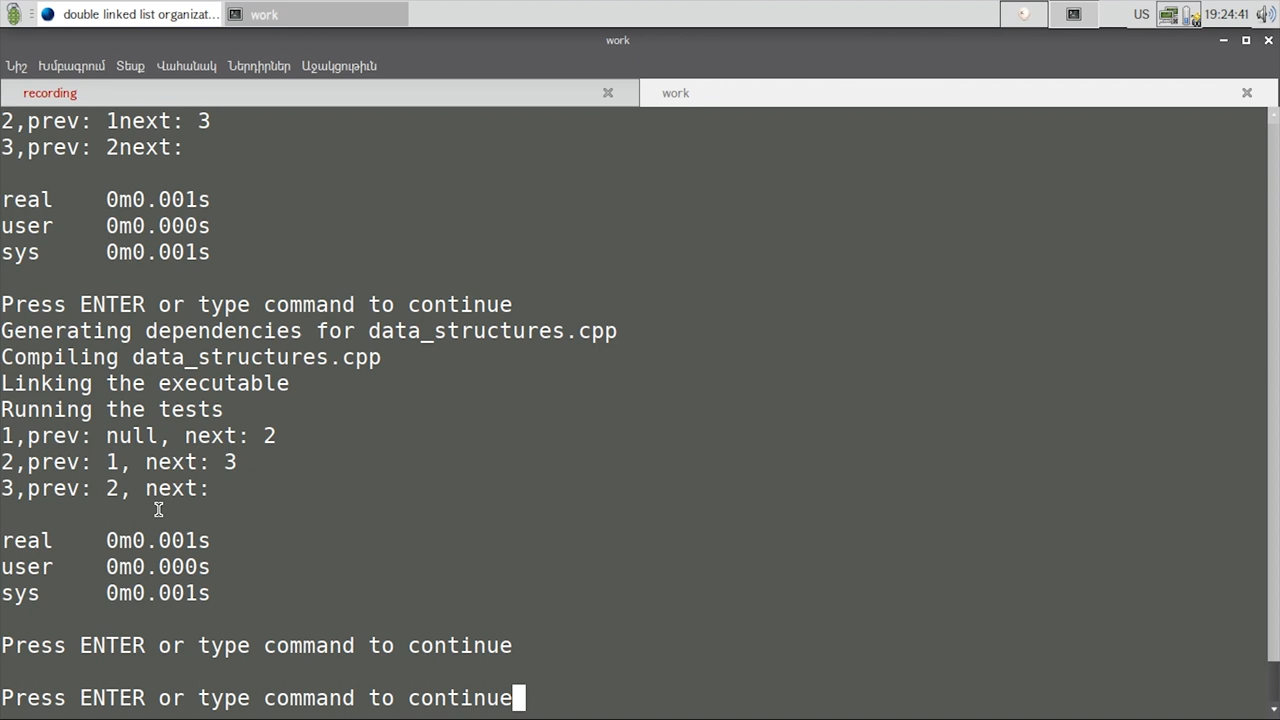 double linked list organizat...
work
US
19:24:41
work
Նիշ Խմբագրում Տեսք Վահանակ Ներդիրներ Աջակցութիւն
recording
work
2,prev: 1next: 3
3,prev: 2next:
real 0m0.001s
user 0m0.000s
sys 0m0.001s
Press ENTER or type command to continue
Generating dependencies for data_structures.cpp
Compiling data_structures.cpp
Linking the executable
Running the tests
1,prev: null, next: 2
2,prev: 1, next: 3
3,prev: 2, next:
real 0m0.001s
user 0m0.000s
sys 0m0.001s
Press ENTER or type command to continue
Press ENTER or type command to continue